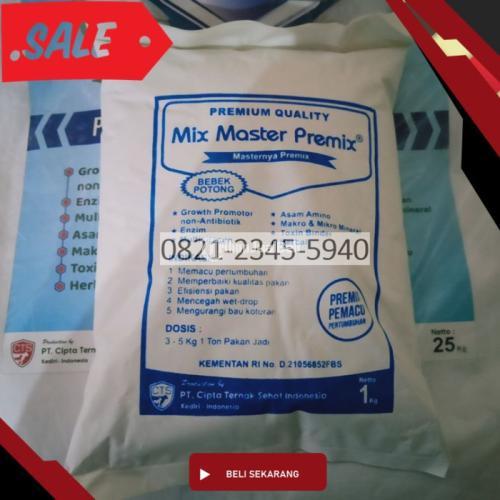 SALE
PREMIUM QUALITY
Mix Master Premix®
Masternya Premix
BEBEK
POTONG
★ Growth Promotor
non-Antibiotik
★ Enzim
★ Asam Amino
★ Makro & Mikro Mineral
★ Toxin Binder
0821-2345-5940
1 Memacu pertumbuhan
2 Memperbaiki kualitas pakan
3 Efisiensi pakan
4 Mencegah wet-drop
5 Mengurangi bau kotoran
PEMACU
PERTUMBUHAN
DOSIS :
3 - 5 Kg 1 Ton Pakan Jadi
KEMENTAN RI No. D.21056852FBS
CTS
Production by
PT. Cipta Ternak Sehat Indonesia
Kediri - Indonesia
Netto
1 Kg
Gro
non-
Enz
Mul
Asa
Mak
Toxi
Herb
Production by
CTS
PT. Cipta Terna
Kediri - Indonesia
Netto :
25 Kg
BELI SEKARANG